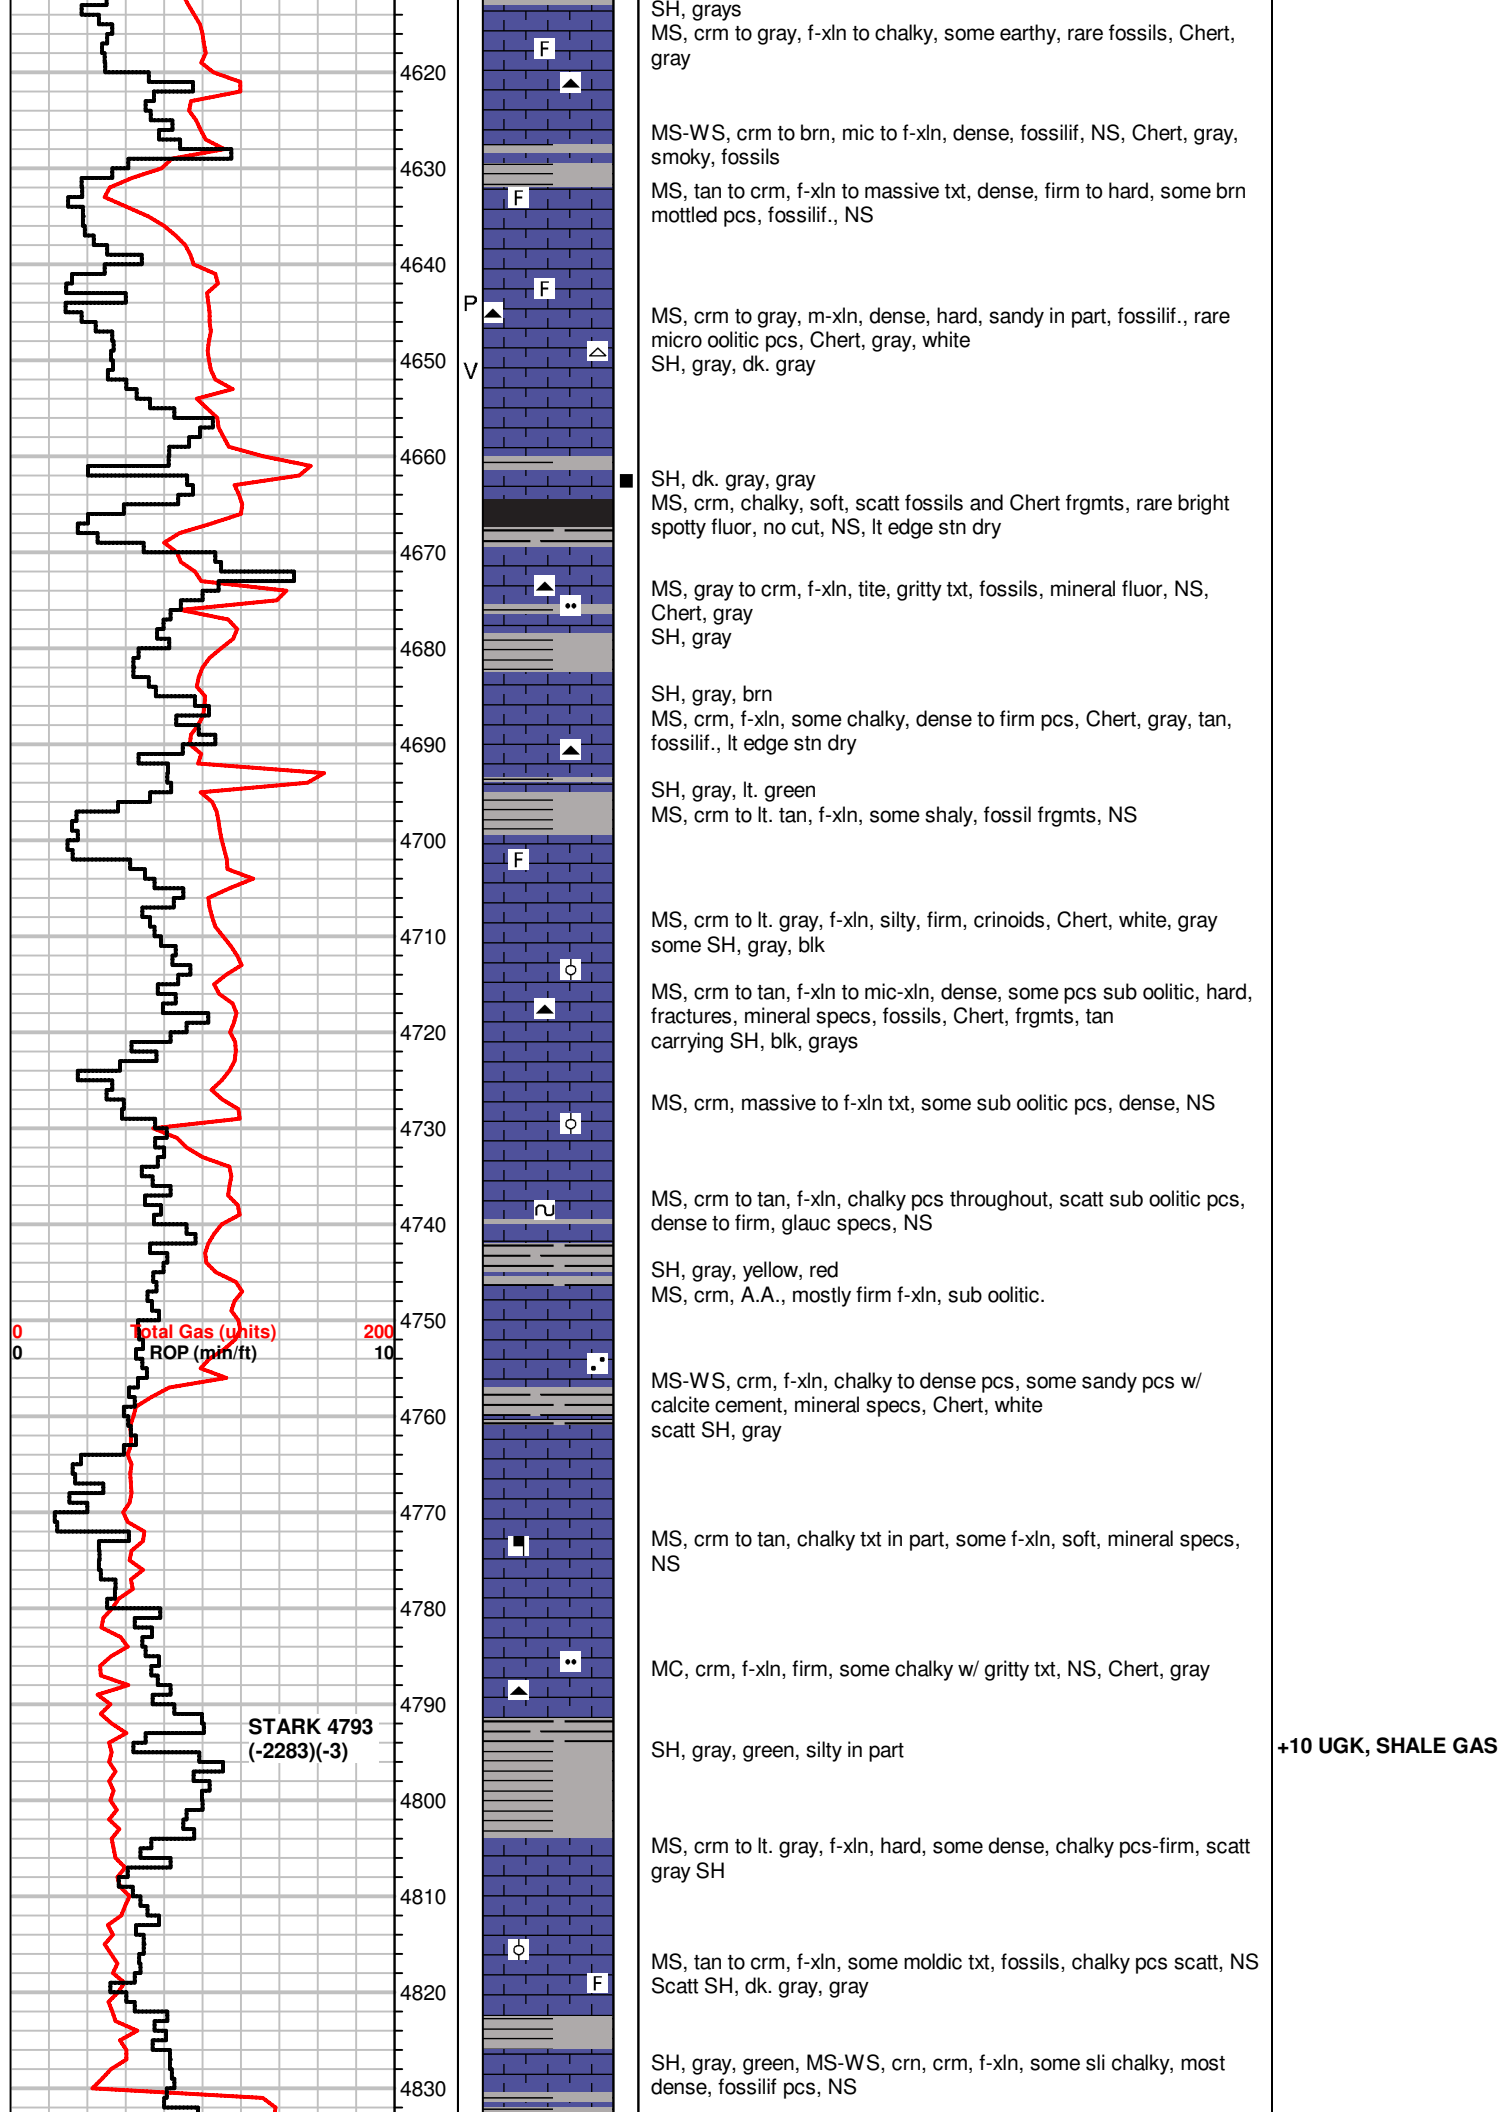 SH, grays
MS, crm to gray, f-xln to chalky, some earthy, rare fossils, Chert,
gray
F
4620
MS-WS, crm to brn, mic to f-xln, dense, fossilif, NS, Chert, gray,
smoky, fossils
4630
MS, tan to crm, f-xln to massive txt, dense, firm to hard, some brn
mottled pcs, fossilif., NS
F
4640
F
P
MS, crm to gray, m-xln, dense, hard, sandy in part, fossilif., rare
micro oolitic pcs, Chert, gray, white
SH, gray, dk. gray
4650
V
4660
SH, dk. gray, gray
MS, crm, chalky, soft, scatt fossils and Chert frgmts, rare bright
spotty fluor, no cut, NS, lt edge stn dry
4670
MS, gray to crm, f-xln, tite, gritty txt, fossils, mineral fluor, NS,
Chert, gray
SH, gray
4680
SH, gray, brn
MS, crm, f-xln, some chalky, dense to firm pcs, Chert, gray, tan,
fossilif., lt edge stn dry
4690
SH, gray, lt. green
MS, crm to lt. tan, f-xln, some shaly, fossil frgmts, NS
4700
F
4710
MS, crm to lt. gray, f-xln, silty, firm, crinoids, Chert, white, gray
some SH, gray, blk
MS, crm to tan, f-xln to mic-xln, dense, some pcs sub oolitic, hard,
fractures, mineral specs, fossils, Chert, frgmts, tan
carrying SH, blk, grays
4720
MS, crm, massive to f-xln txt, some sub oolitic pcs, dense, NS
4730
MS, crm to tan, f-xln, chalky pcs throughout, scatt sub oolitic pcs,
dense to firm, glauc specs, NS
4740
SH, gray, yellow, red
MS, crm, A.A., mostly firm f-xln, sub oolitic.
4750
0 Total Gas (units) 200
0 ROP (min/ft) 10
MS-WS, crm, f-xln, chalky to dense pcs, some sandy pcs w/
calcite cement, mineral specs, Chert, white
scatt SH, gray
4760
4770
MS, crm to tan, chalky txt in part, some f-xln, soft, mineral specs,
NS
4780
MC, crm, f-xln, firm, some chalky w/ gritty txt, NS, Chert, gray
4790
STARK 4793
(-2283)(-3)
SH, gray, green, silty in part
+10 UGK, SHALE GAS
4800
MS, crm to lt. gray, f-xln, hard, some dense, chalky pcs-firm, scatt
gray SH
4810
MS, tan to crm, f-xln, some moldic txt, fossils, chalky pcs scatt, NS
Scatt SH, dk. gray, gray
F
4820
SH, gray, green, MS-WS, crn, crm, f-xln, some sli chalky, most
dense, fossilif pcs, NS
4830